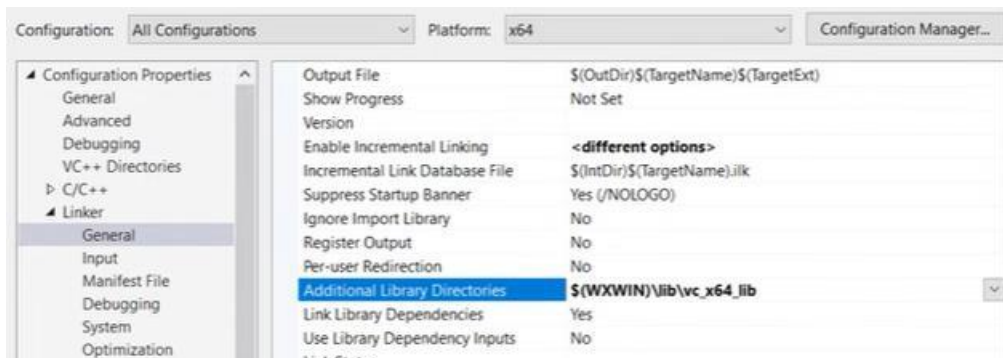 Configuration: All Configurations Platform: x64 Configuration Manager...
Configuration Properties
General
Advanced
Debugging
VC++ Directories
C/C++
Linker
General
Input
Manifest File
Debugging
System
Optimization
Output File $(OutDir)$(TargetName)$(TargetExt)
Show Progress Not Set
Version
Enable Incremental Linking <different options>
Incremental Link Database File $(IntDir)$(TargetName).ilk
Suppress Startup Banner Yes (/NOLOGO)
Ignore Import Library No
Register Output No
Per-user Redirection No
Additional Library Directories $(WXWIN)\lib\vc_x64_lib
Link Library Dependencies Yes
Use Library Dependency Inputs No